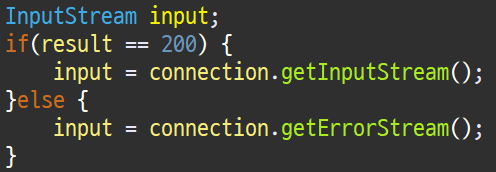 InputStream input;
if(result == 200) {
    input = connection.getInputStream();
}else {
    input = connection.getErrorStream();
}